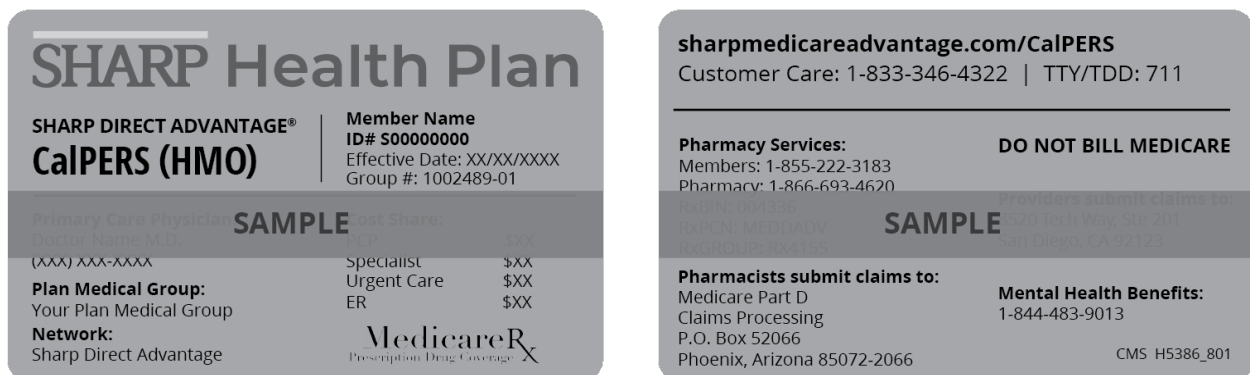 SHARP Health Plan
SHARP DIRECT ADVANTAGE®
CalPERS (HMO)
Member Name
ID# S00000000
Effective Date: XX/XX/XXXX
Group #: 1002489-01
Primary Care Physician
Doctor Name M.D.
(XXX) XXX-XXXX
Plan Medical Group:
Your Plan Medical Group
Network:
Sharp Direct Advantage
SAMPLE
Cost Share:
PCP $XX
Specialist $XX
Urgent Care $XX
ER $XX
MedicareRx
Prescription Drug Coverage
sharpmedicareadvantage.com/CalPERS
Customer Care: 1-833-346-4322 | TTY/TDD: 711
Pharmacy Services:
Members: 1-855-222-3183
Pharmacy: 1-866-693-4620
RxBIN: 004336
RxPCN: MEDDADV
RxGROUP: RX4155
SAMPLE
Pharmacists submit claims to:
Medicare Part D
Claims Processing
P.O. Box 52066
Phoenix, Arizona 85072-2066
DO NOT BILL MEDICARE
Providers submit claims to:
Tech Way, Ste 201
San Diego, CA 92123
Mental Health Benefits:
1-844-483-9013
CMS H5386_801